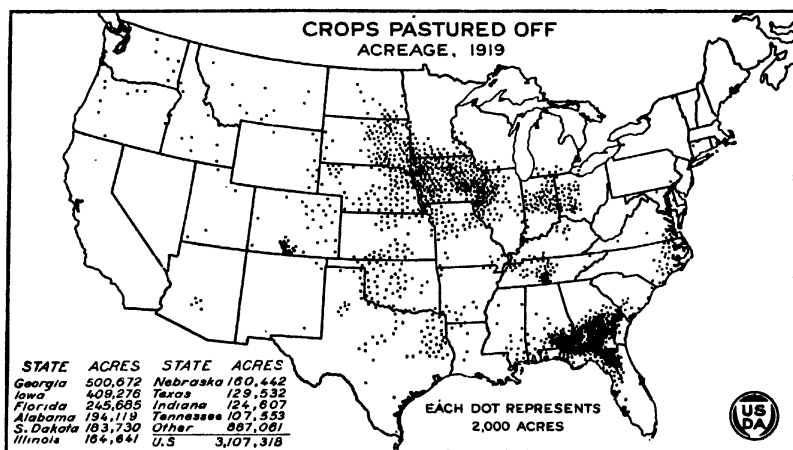 CROPS PASTURED OFF
ACREAGE, 1919
STATE ACRES STATE ACRES
Georgia 500,672 Nebraska 160,442
Iowa 409,276 Texas 129,532
Florida 245,685 Indiana 124,607
Alabama 194,119 Tennessee 107,553
S. Dakota 183,730 Other 887,061
Illinois 164,641 U.S 3,107,318
EACH DOT REPRESENTS
2,000 ACRES
US
DA